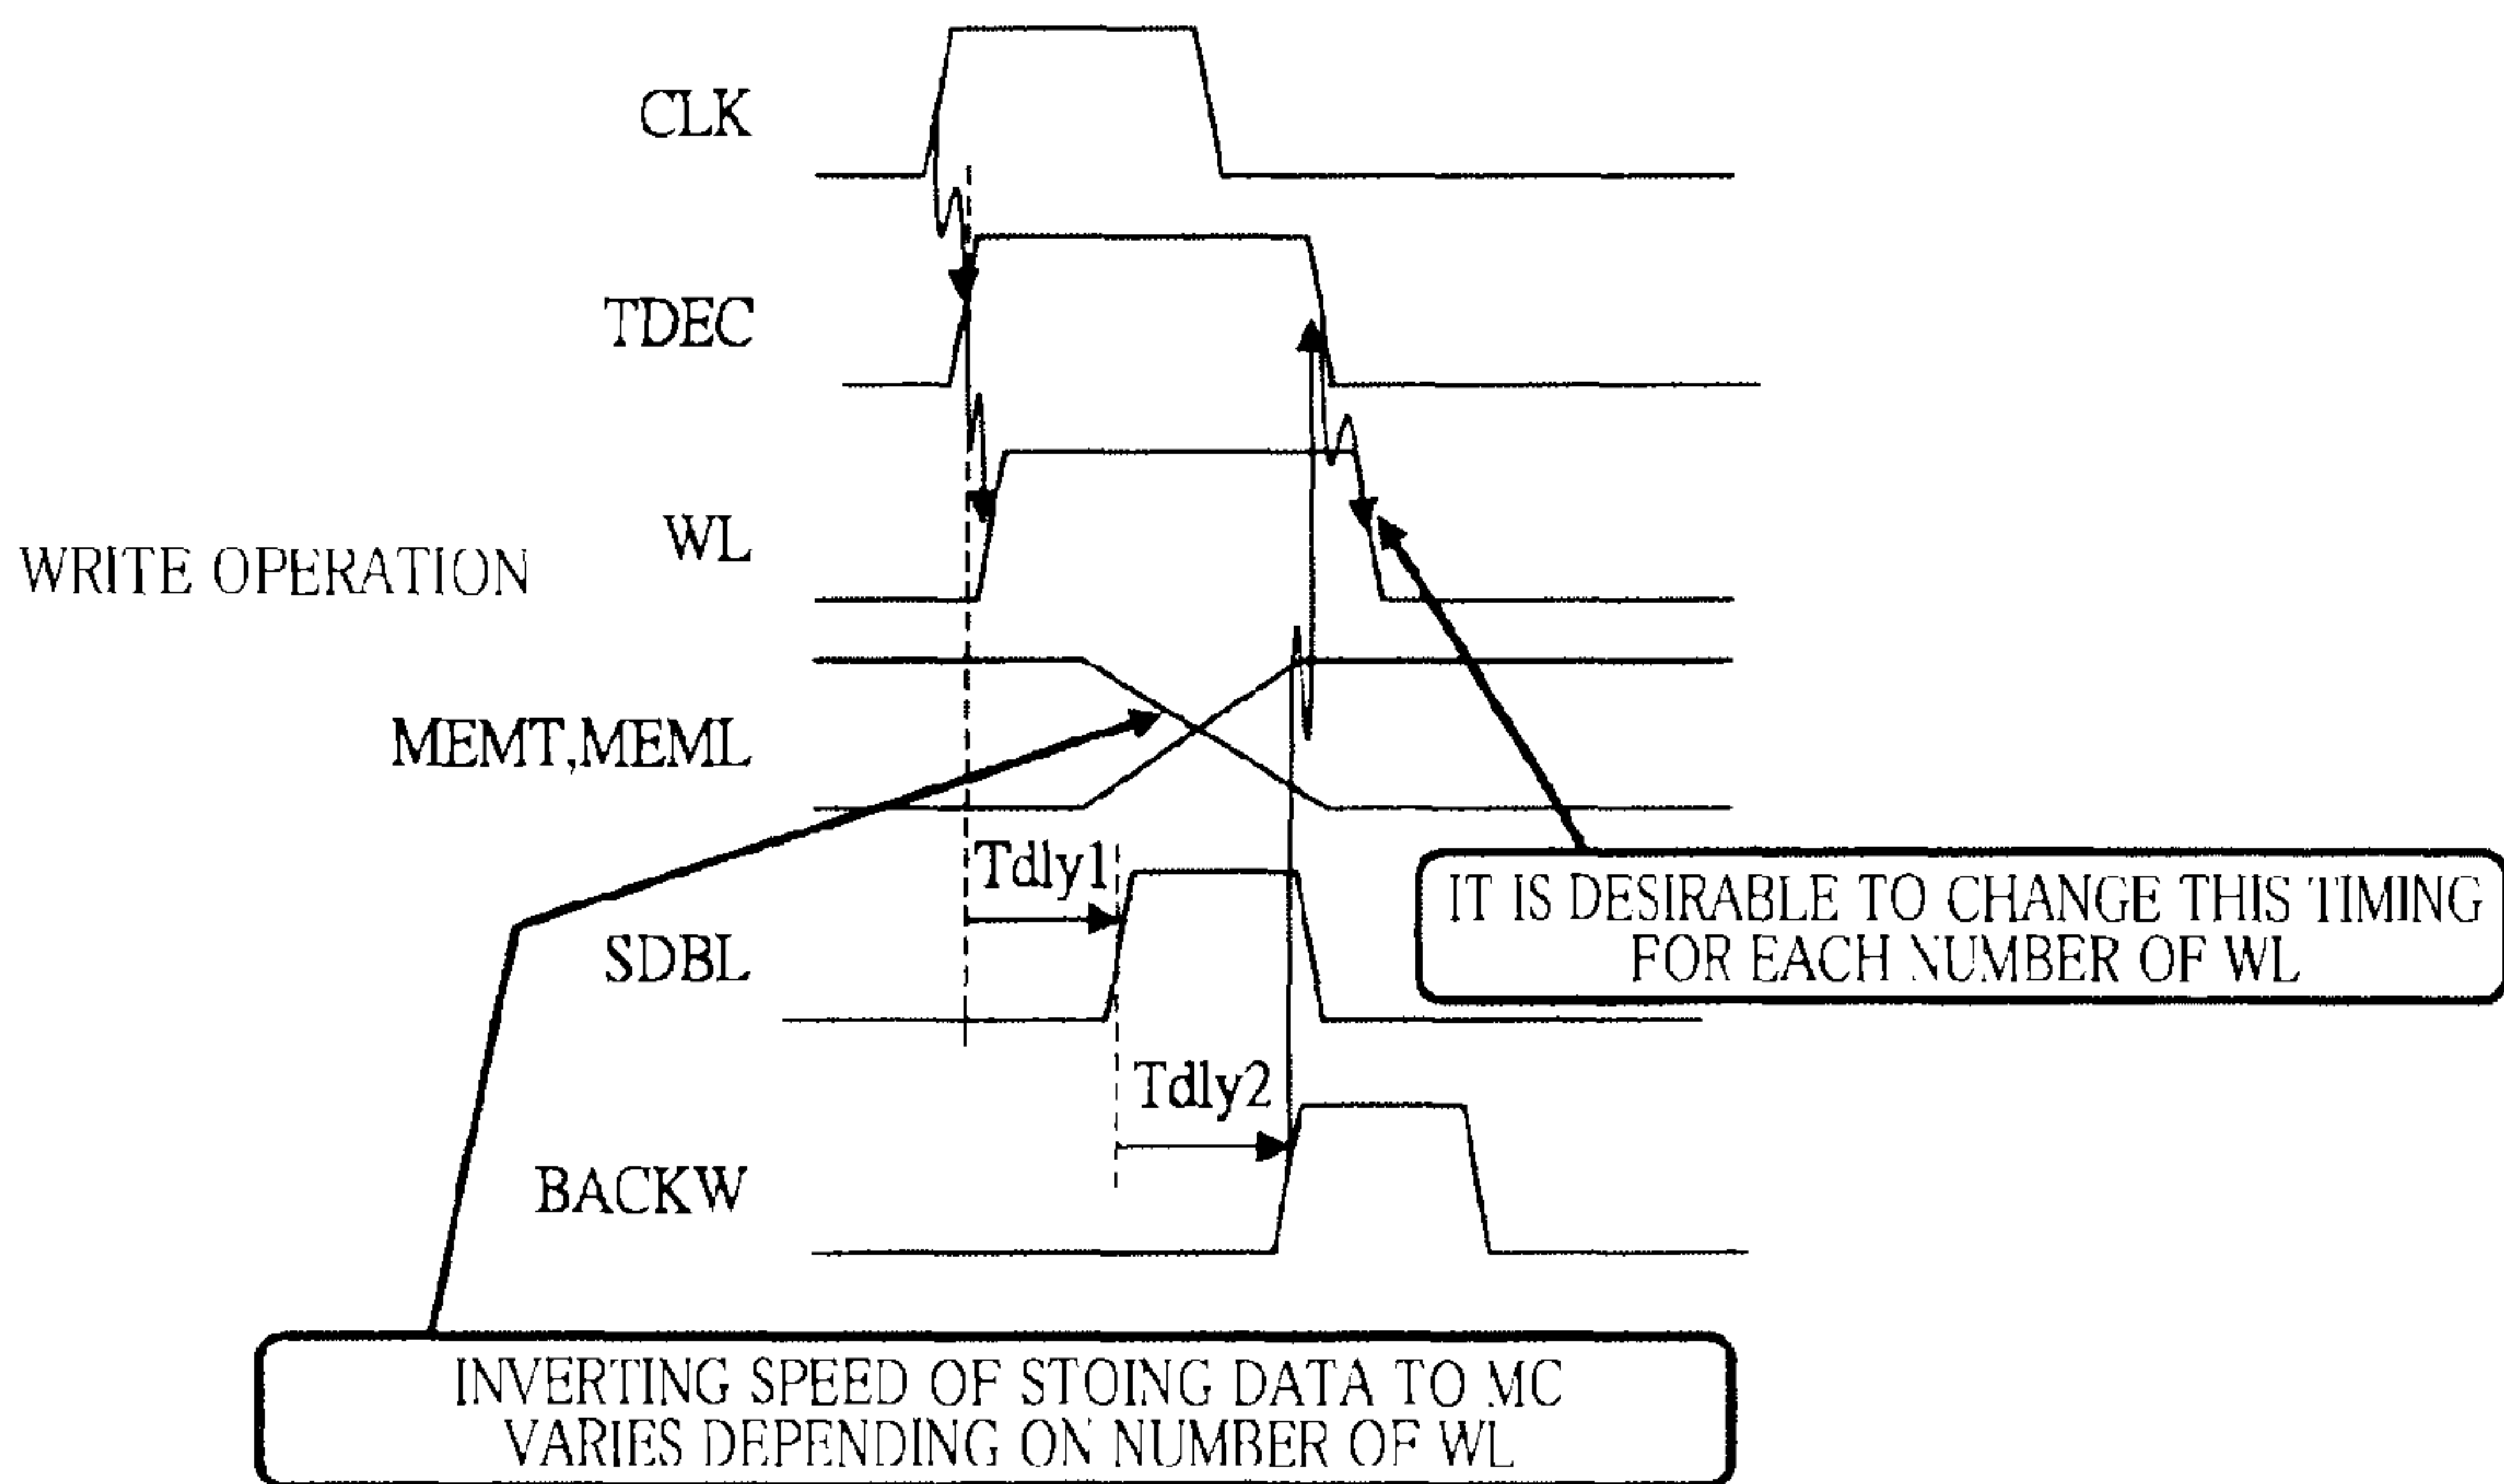 CLK
TDEC
WL
WRITE OPERATION
MEMT,MEML
Tdly1
IT IS DESIRABLE TO CHANGE THIS TIMING
FOR EACH NUMBER OF WL
SDBL
Tdly2
BACKW
INVERTING SPEED OF STOING DATA TO MC
VARIES DEPENDING ON NUMBER OF WL